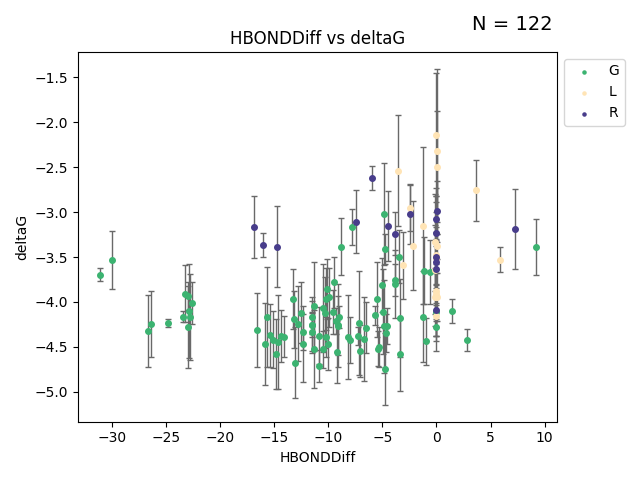 N = 122
HBONDDiff vs deltaG
G
L
R
deltaG
−1.5
−2.0
−2.5
−3.0
−3.5
−4.0
−4.5
−5.0
−30 −25 −20 −15 −10 −5 0 5 10
HBONDDiff